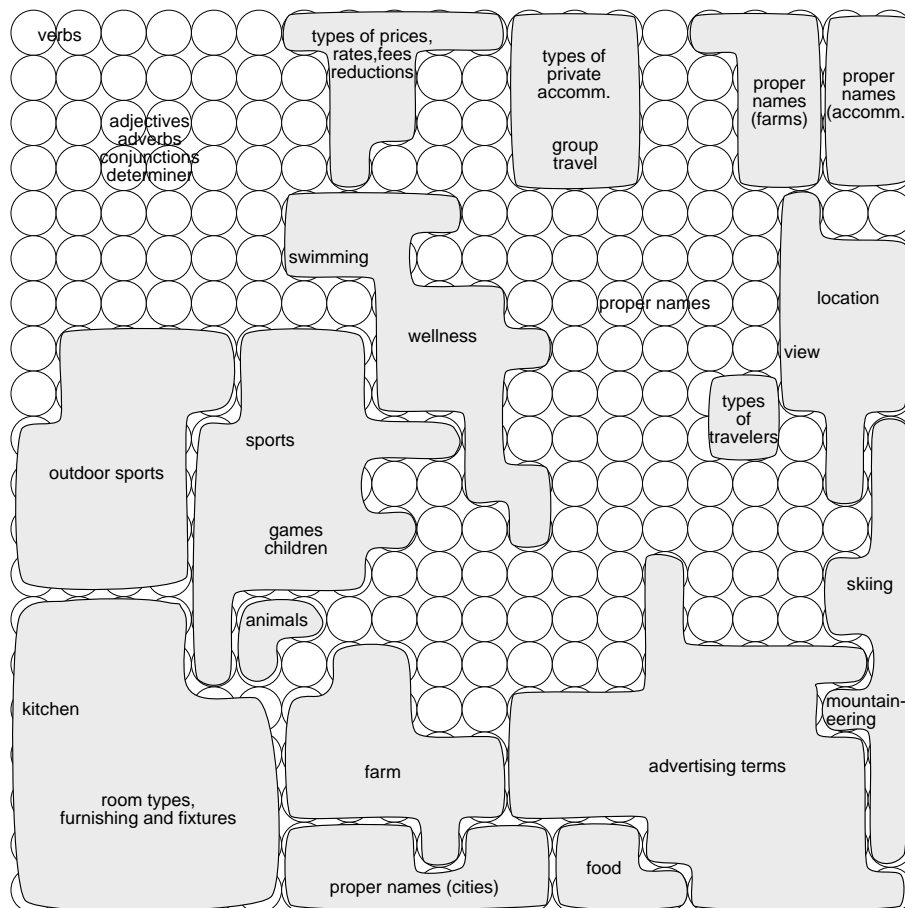 verbs
types of prices,
rates,fees
reductions
types of
private
accomm.
group
travel
proper
names
(farms)
proper
names
(accomm.
adjectives
adverbs
conjunctions
determiner
swimming
proper names
location
wellness
view
types
of
travelers
outdoor sports
sports
games
children
skiing
animals
kitchen
mountain-
eering
farm
advertising terms
room types,
furnishing and fixtures
food
proper names (cities)